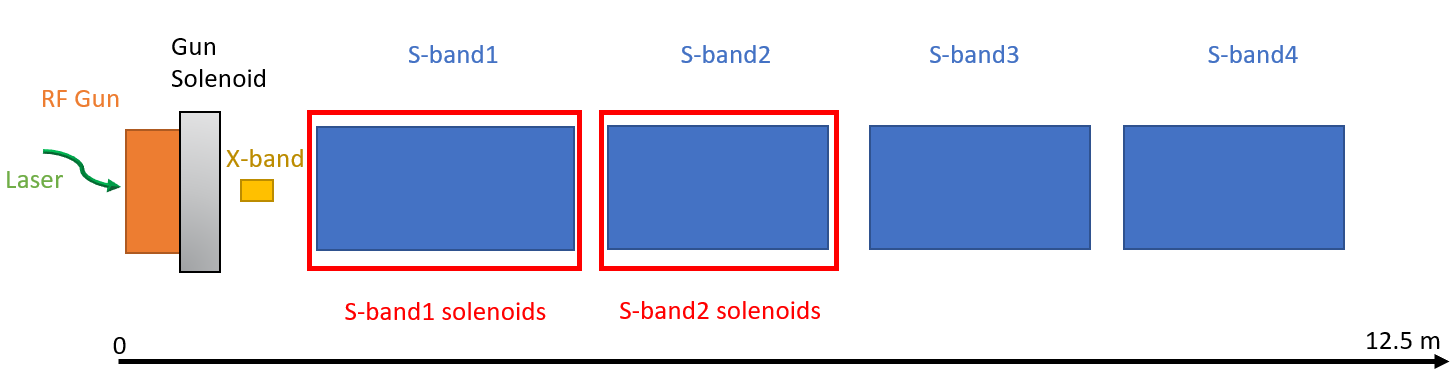 Gun
Solenoid
S-band1
S-band2
S-band3
S-band4
RF Gun
X-band
Laser
S-band1 solenoids
S-band2 solenoids
0
12.5 m